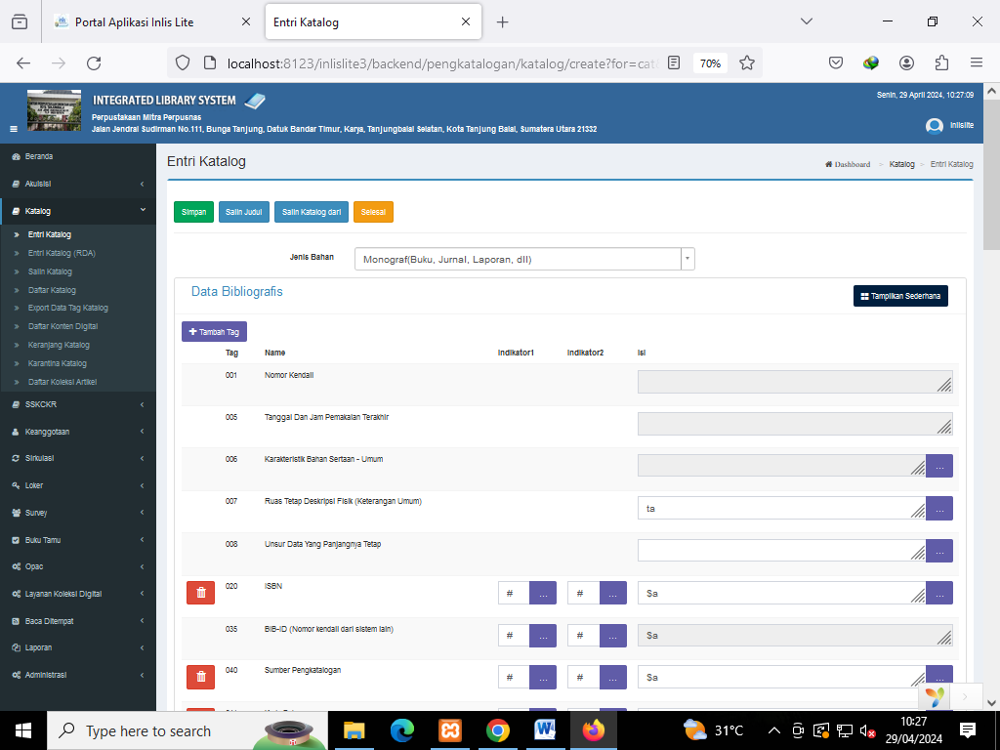 Portal Aplikasi Inlis Lite
Entri Katalog
localhost:8123/inlislite3/backend/pengkatalogan/katalog/create?for=cat
70%
INTEGRATED LIBRARY SYSTEM
Perpustakaan Mitra Perpusnas
Jalan Jendral Sudirman No.111, Bunga Tanjung, Datuk Bandar Timur, Karya, Tanjungbalai Selatan, Kota Tanjung Balai, Sumatera Utara 21332
Senin, 29 April 2024, 10:27:09
inlislite
Beranda
Akuisisi
Katalog
Entri Katalog
Entri Katalog (RDA)
Salin Katalog
Daftar Katalog
Export Data Tag Katalog
Daftar Konten Digital
Keranjang Katalog
Karantina Katalog
Daftar Koleksi Artikel
SSKCKR
Keanggotaan
Sirkulasi
Loker
Survey
Buku Tamu
Opac
Layanan Koleksi Digital
Baca Ditempat
Laporan
Administrasi
Entri Katalog
Dashboard > Katalog > Entri Katalog
Simpan Salin Judul Salin Katalog dari Selesai
Jenis Bahan Monograf(Buku, Jurnal, Laporan, dll)
Data Bibliografis
Tampilkan Sederhana
Tambah Tag
Tag Name Indikator1 Indikator2 Isi
001 Nomor Kendali
005 Tanggal Dan Jam Pemakaian Terakhir
006 Karakteristik Bahan Sertaan - Umum ...
007 Ruas Tetap Deskripsi Fisik (Keterangan Umum) ta ...
008 Unsur Data Yang Panjangnya Tetap ...
020 ISBN # ... # ... $a ...
035 BIB-ID (Nomor kendali dari sistem lain) # ... # ... $a
040 Sumber Pengkatalogan # ... # ... $a ...
Type here to search
31°C
10:27
29/04/2024